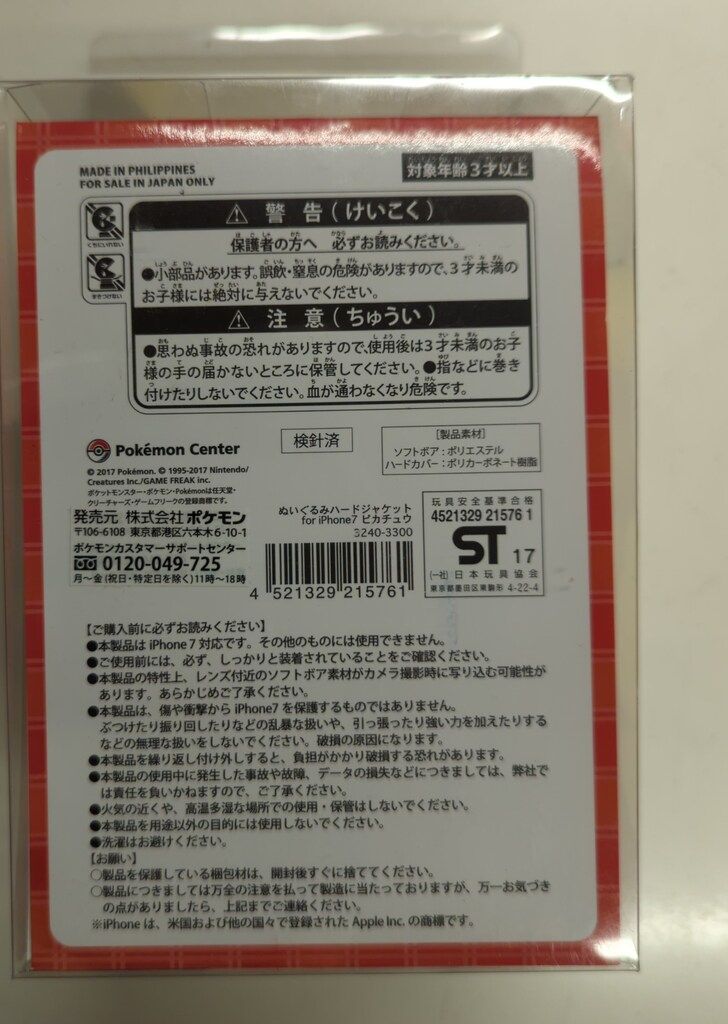 MADE IN PHILIPPINES
FOR SALE IN JAPAN ONLY
対象年齢3才以上
くちにいれない
まきつけない
⚠ 警告(けいこく)
保護者の方へ 必ずお読みください。
●小部品があります。誤飲・窒息の危険がありますので、3才未満の
お子様には絶対に与えないでください。
⚠ 注意(ちゅうい)
●思わぬ事故の恐れがありますので、使用後は3才未満のお子
様の手の届かないところに保管してください。●指などに巻き
付けたりしないでください。血が通わなくなり危険です。
Pokémon Center
検針済
[製品素材]
ソフトボア:ポリエステル
ハードカバー:ポリカーボネート樹脂
© 2017 Pokémon. © 1995-2017 Nintendo/
Creatures Inc./GAME FREAK inc.
ポケットモンスター・ポケモン・Pokémonは任天堂・
クリーチャーズ・ゲームフリークの登録商標です。
発売元 株式会社ポケモン
〒106-6108 東京都港区六本木6-10-1
ポケモンカスタマーサポートセンター
0120-049-725
月~金(祝日・特定日を除く)11時~18時
ぬいぐるみハードジャケット
for iPhone7 ピカチュウ
3240-3300
4 521329 215761
玩具安全基準合格
4521329 21576 1
ST 17
(一社)日本玩具協会
東京都墨田区東駒形 4-22-4
【ご購入前に必ずお読みください】
●本製品は iPhone 7 対応です。その他のものには使用できません。
●ご使用前には、必ず、しっかりと装着されていることをご確認ください。
●本製品の特性上、レンズ付近のソフトボア素材がカメラ撮影時に写り込む可能性が
あります。あらかじめご了承ください。
●本製品は、傷や衝撃から iPhone7 を保護するものではありません。
ぶつけたり振り回したりなどの乱暴な扱いや、引っ張ったり強い力を加えたりする
などの無理な扱いをしないでください。破損の原因になります。
●本製品を繰り返し付け外しすると、負担がかかり破損する恐れがあります。
●本製品の使用中に発生した事故や故障、データの損失などにつきましては、弊社で
は責任を負いかねますので、ご了承ください。
●火気の近くや、高温多湿な場所での使用・保管はしないでください。
●本製品を用途以外の目的には使用しないでください。
●洗濯はお避けください。
【お願い】
○製品を保護している梱包材は、開封後すぐに捨ててください。
○製品につきましては万全の注意を払って製造に当たっておりますが、万一お気づき
の点がありましたら、上記までご連絡ください。
※iPhone は、米国および他の国々で登録された Apple Inc. の商標です。